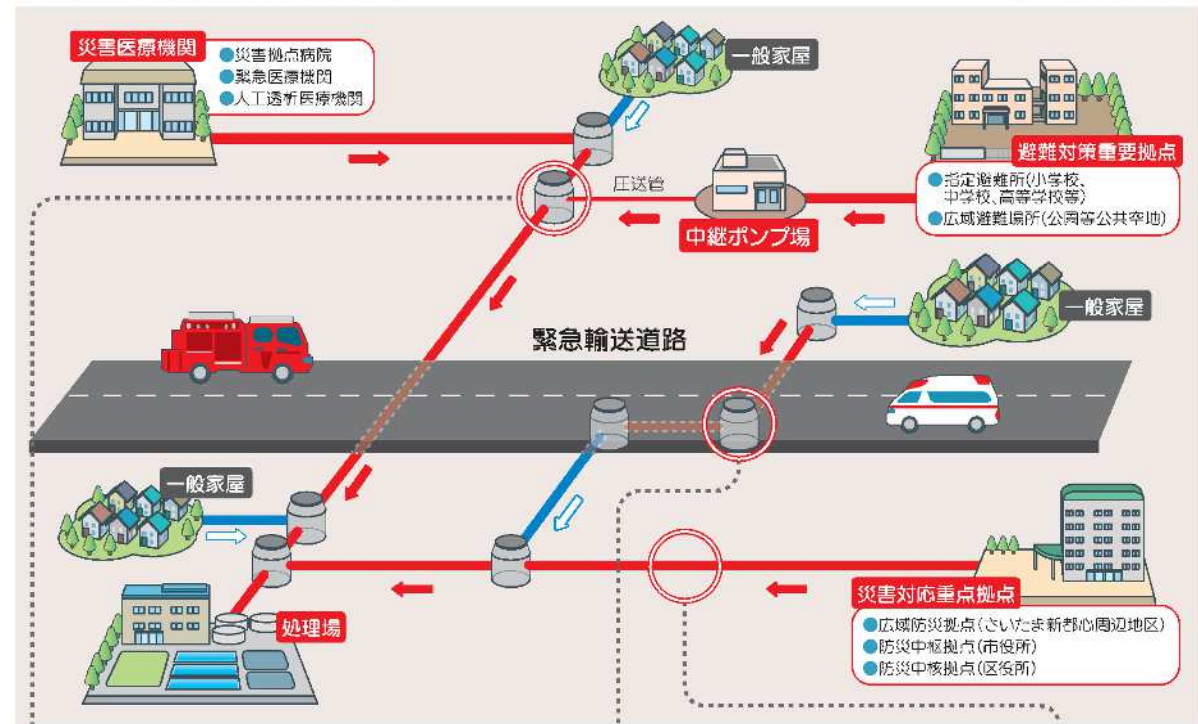 災害医療機関
●災害拠点病院
●緊急医療機関
●人工透析医療機関
一般家屋
避難対策重要拠点
●指定避難所(小学校、
中学校、高等学校等)
●広域避難場所(公園等公共空地)
圧送管
中継ポンプ場
一般家屋
緊急輸送道路
一般家屋
処理場
災害対応重点拠点
●広域防災拠点(さいたま新都心周辺地区)
●防災中枢拠点(市役所)
●防災中核拠点(区役所)